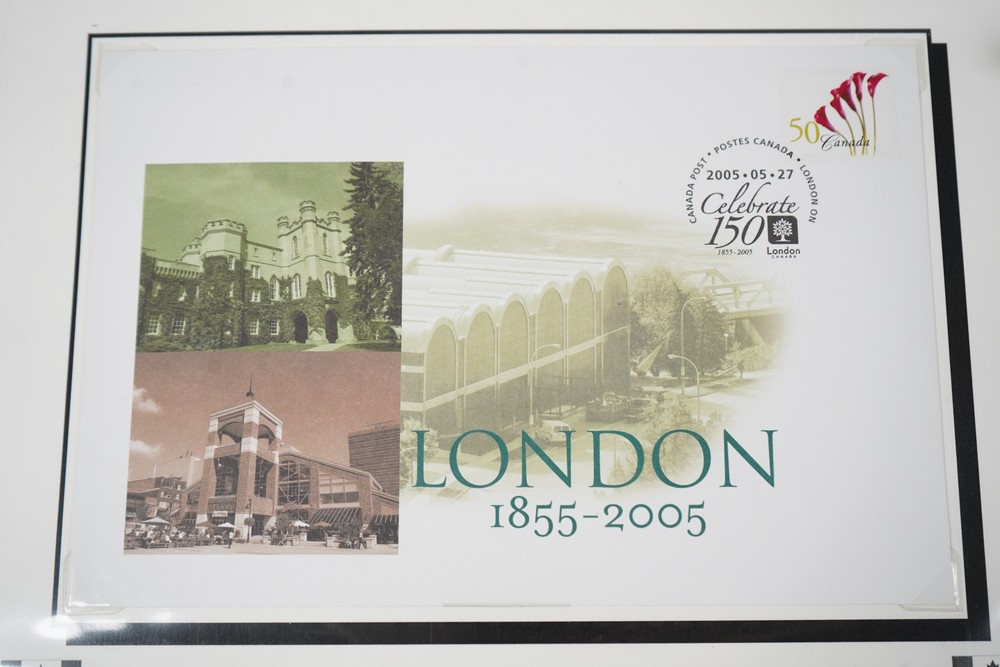 50
Canada
CANADA POST • POSTES CANADA • LONDON ON
2005•05•27
Celebrate
150
1855-2005
London
CANADA
LONDON
1855-2005